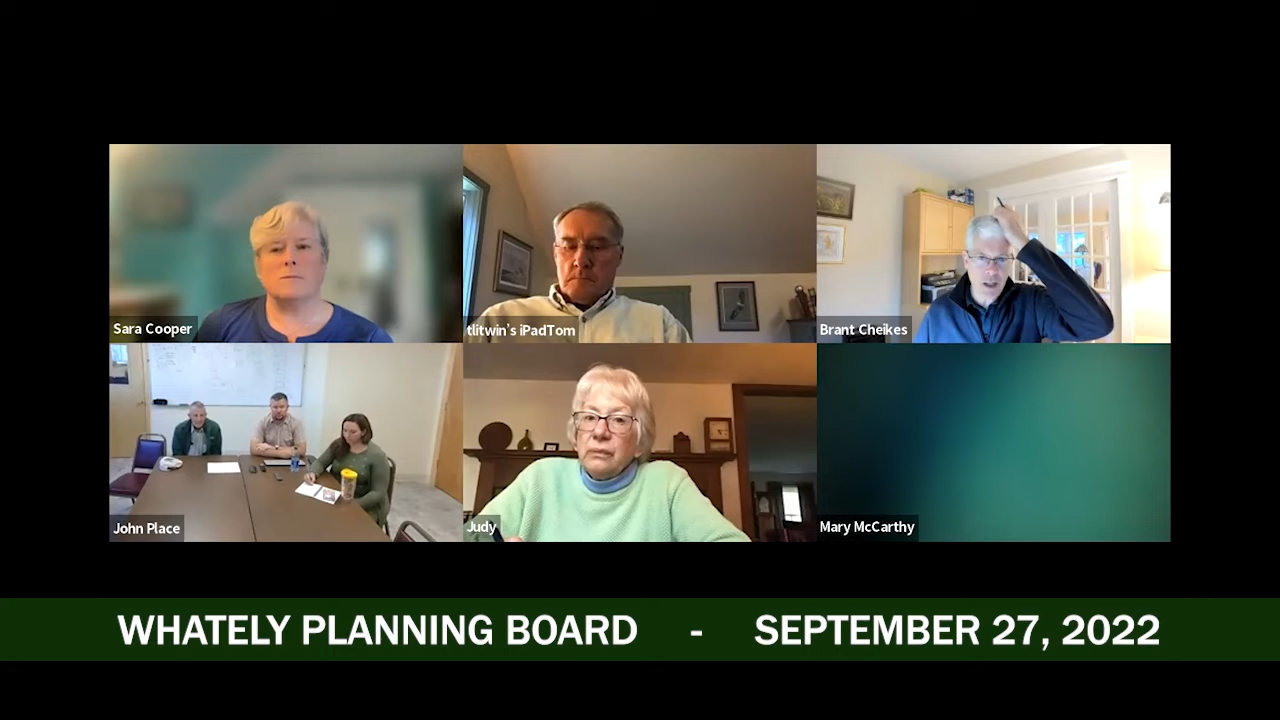 Sara Cooper
tlitwin's iPadTom
Brant Cheikes
John Place
Judy
Mary McCarthy
WHATELY PLANNING BOARD - SEPTEMBER 27, 2022